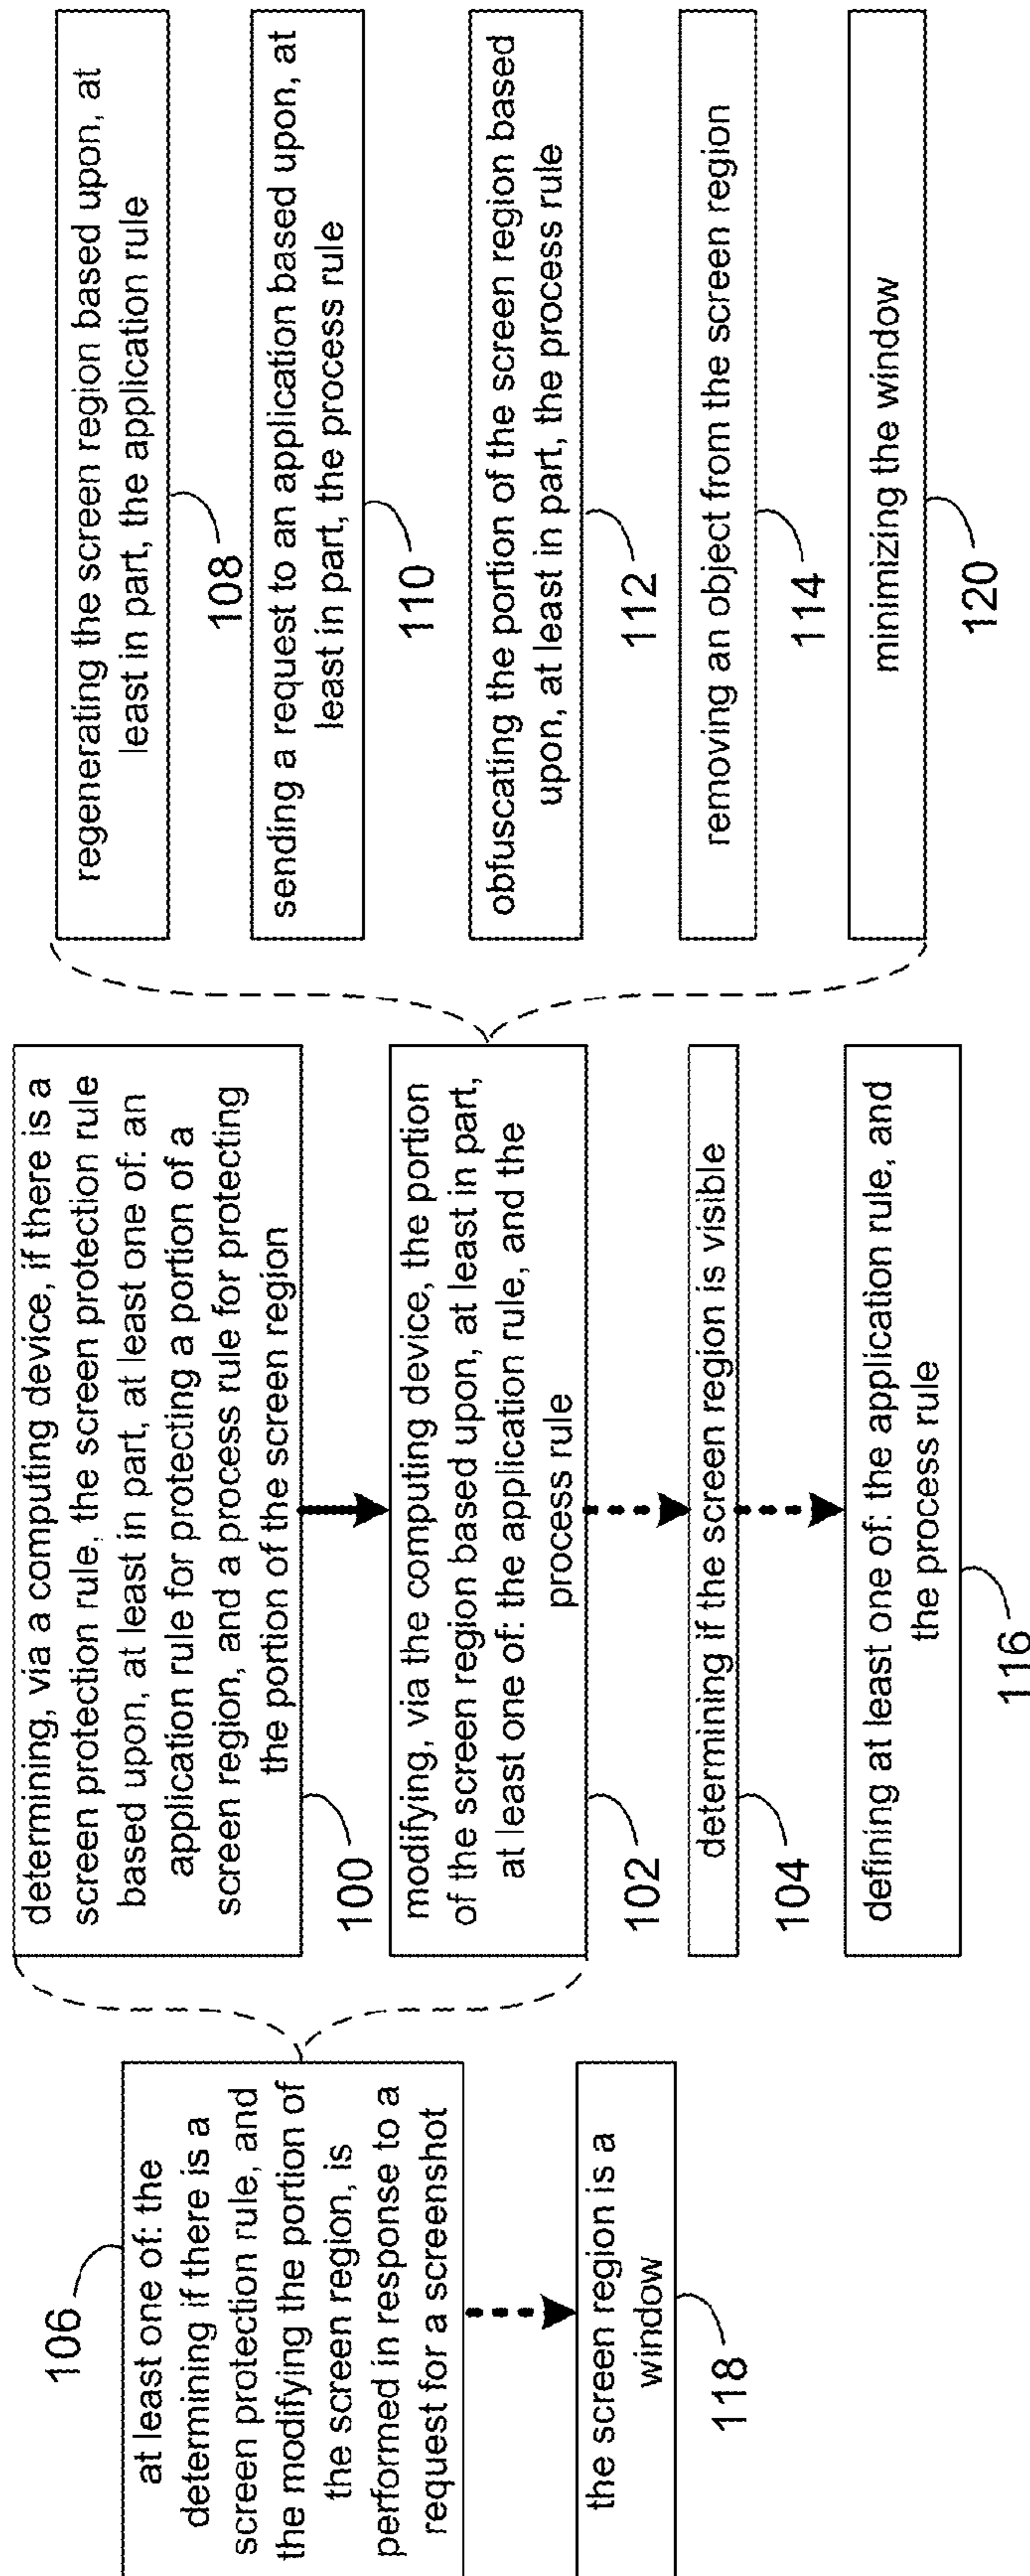 106
at least one of: the
determining if there is a
screen protection rule, and
the modifying the portion of
the screen region, is
performed in response to a
request for a screenshot
the screen region is a
window
118
determining, via a computing device, if there is a
screen protection rule, the screen protection rule
based upon, at least in part, at least one of: an
application rule for protecting a portion of a
screen region, and a process rule for protecting
the portion of the screen region
100
modifying, via the computing device, the portion
of the screen region based upon, at least in part,
at least one of: the application rule, and the
process rule
102
determining if the screen region is visible
104
defining at least one of: the application rule, and
the process rule
116
regenerating the screen region based upon, at
least in part, the application rule
108
sending a request to an application based upon, at
least in part, the process rule
110
obfuscating the portion of the screen region based
upon, at least in part, the process rule
112
removing an object from the screen region
114
minimizing the window
120